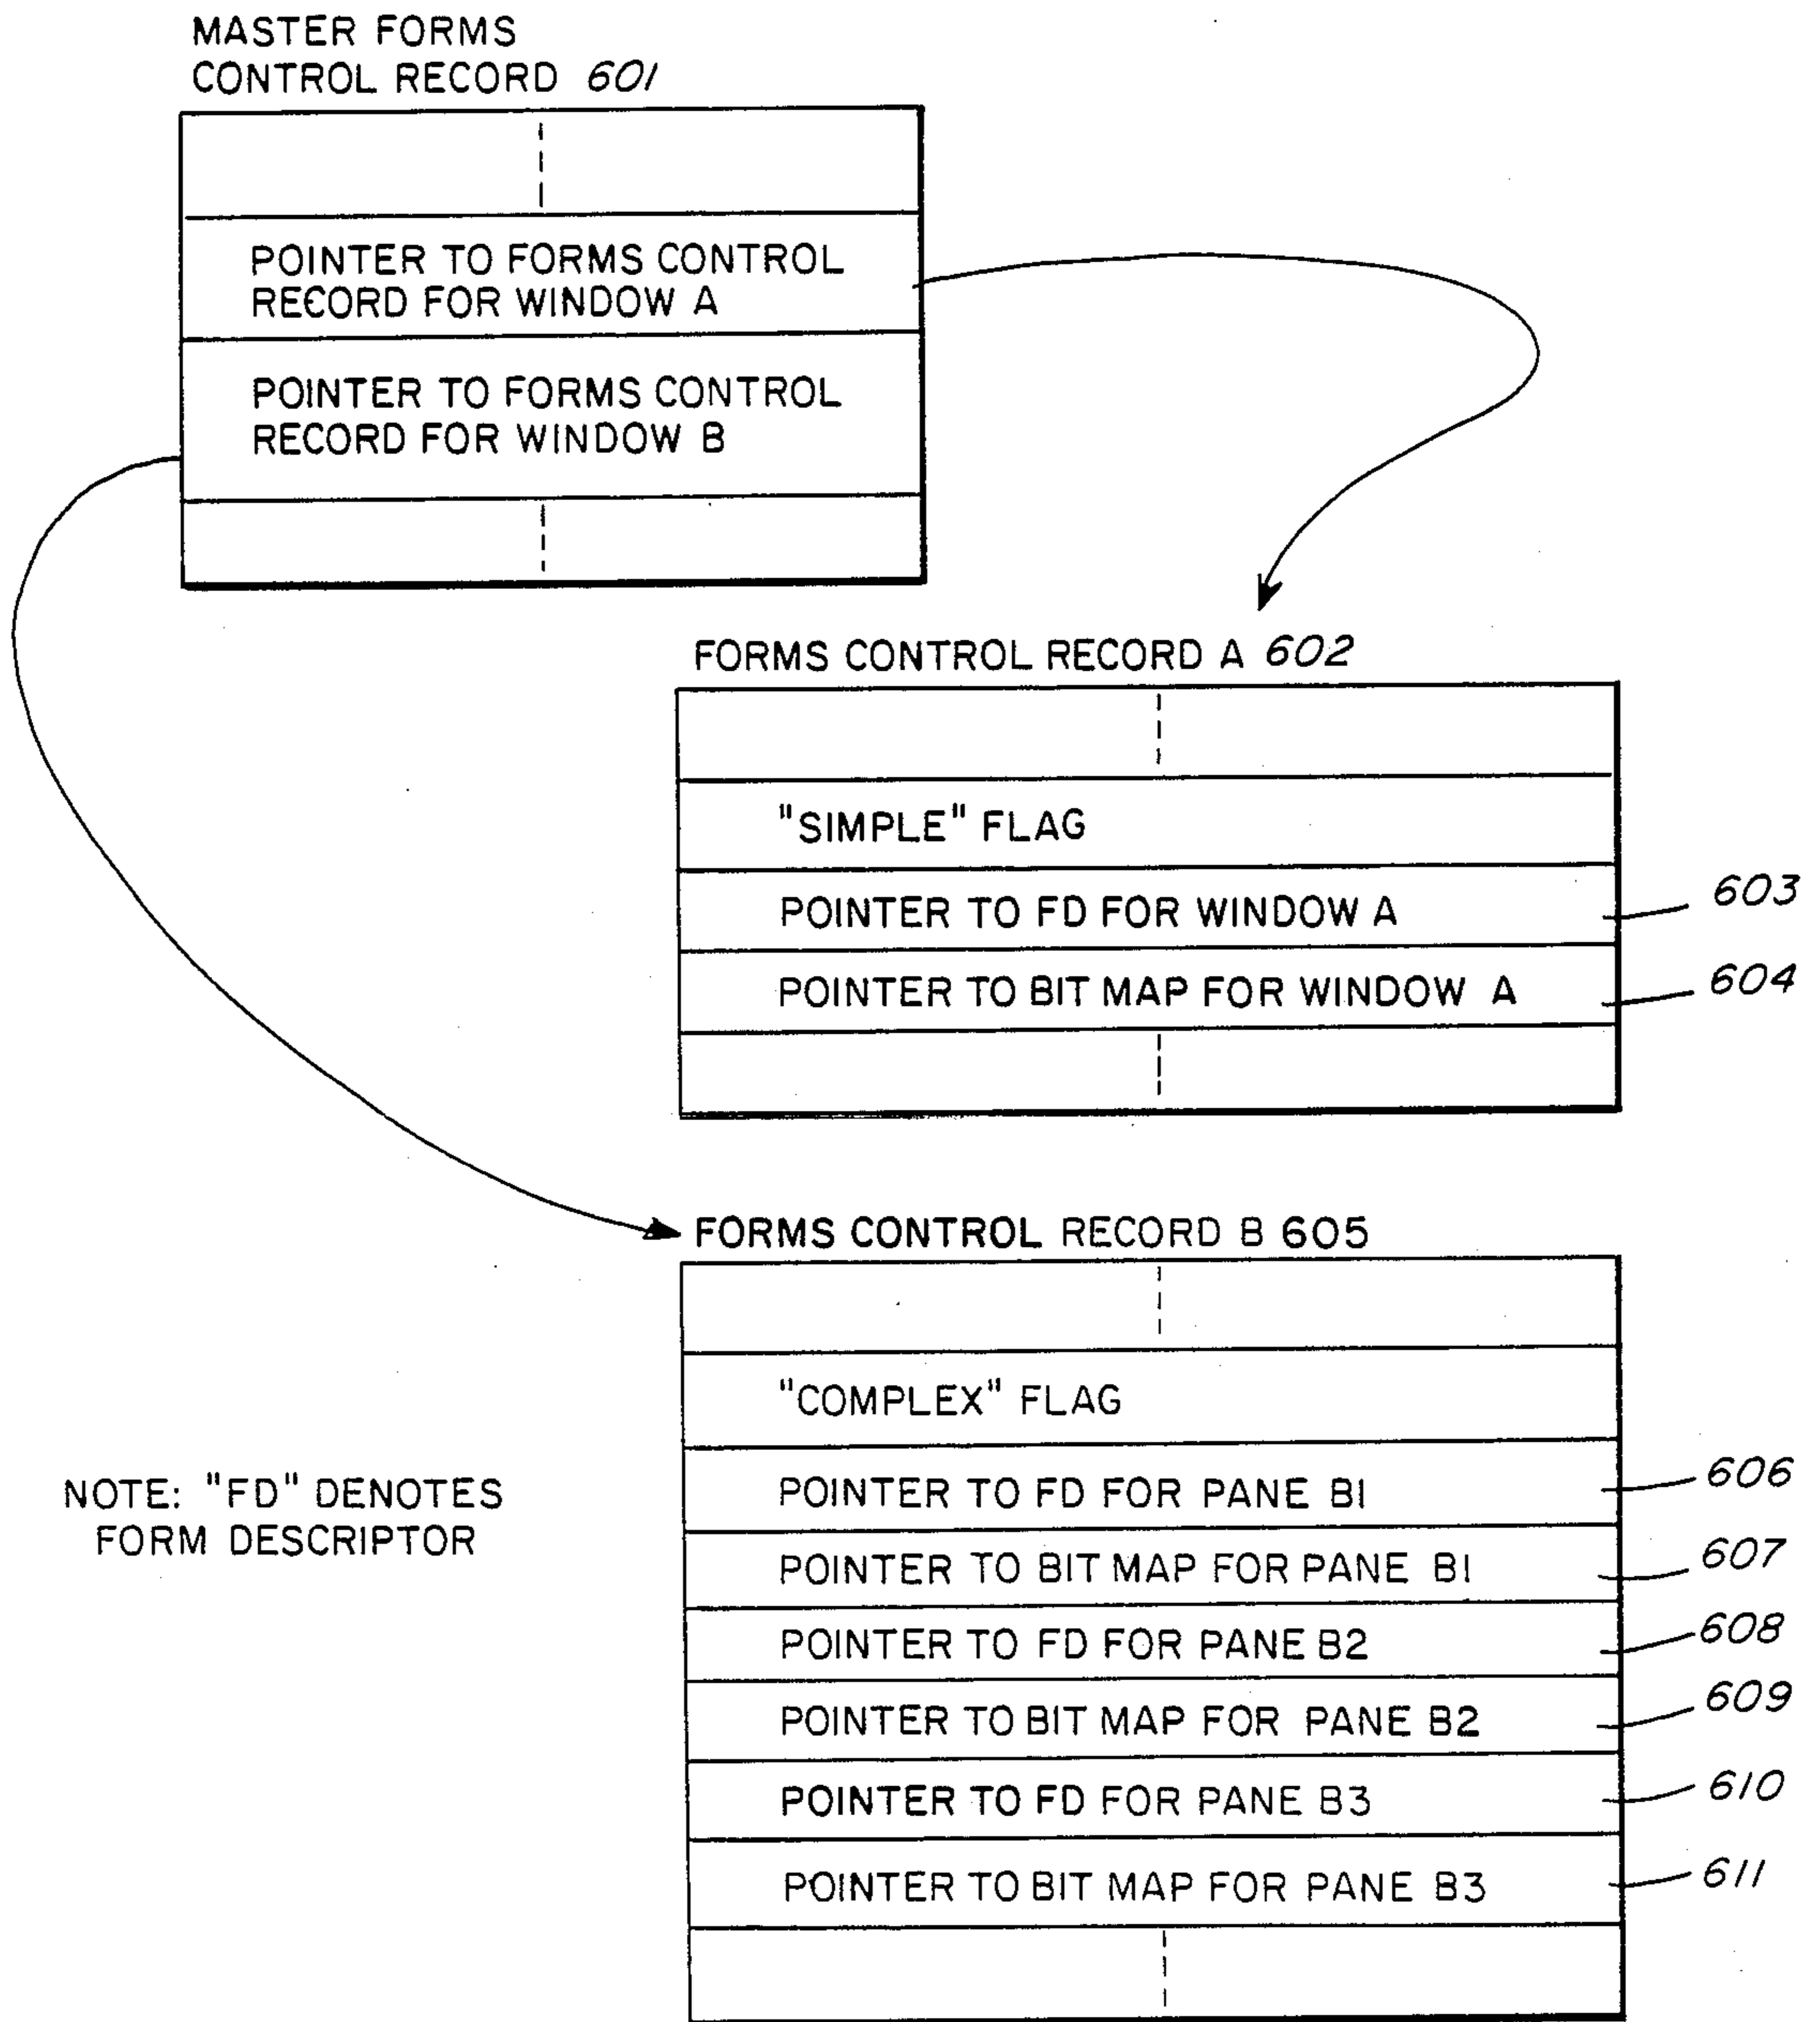 MASTER FORMS
CONTROL RECORD 601
POINTER TO FORMS CONTROL
RECORD FOR WINDOW A
POINTER TO FORMS CONTROL
RECORD FOR WINDOW B
FORMS CONTROL RECORD A 602
"SIMPLE" FLAG
POINTER TO FD FOR WINDOW A 603
POINTER TO BIT MAP FOR WINDOW A 604
FORMS CONTROL RECORD B 605
"COMPLEX" FLAG
POINTER TO FD FOR PANE B1 606
POINTER TO BIT MAP FOR PANE B1 607
POINTER TO FD FOR PANE B2 608
POINTER TO BIT MAP FOR PANE B2 609
POINTER TO FD FOR PANE B3 610
POINTER TO BIT MAP FOR PANE B3 611
NOTE: "FD" DENOTES
FORM DESCRIPTOR